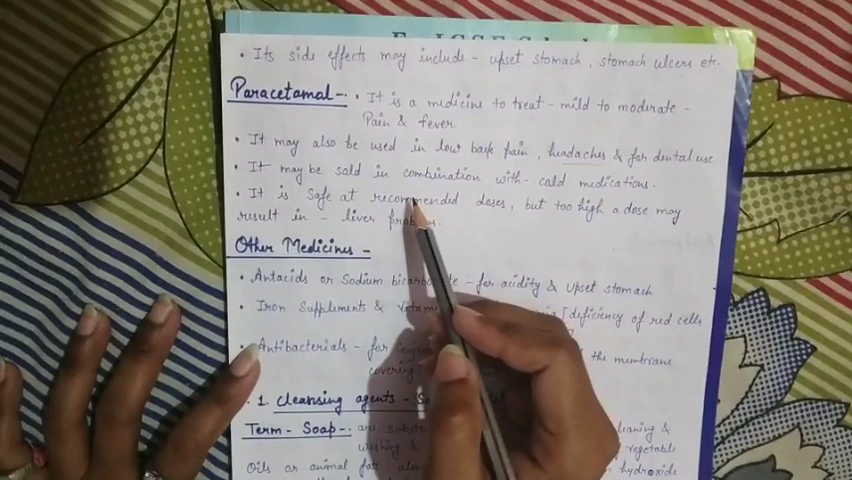 • Its side effects may include - upset stomach, stomach ulcers etc.
Paracetamal - • It is a medicine to treat - mild to moderate -
Pain & fever
• It may also be used in low back pain, headaches & for dental use
• It may be sold in combination with - cold medications.
• It is safe at recommended doses, but too high a dose may
result in - liver
Other Medicines -
• Antacids or Sodium bicarbonate - for acidity & upset stomach
• Iron Supplements & [deficiency of red cells
• Antibacterials - for the membrane
covering
• 1. Cleansing agents -
Term - Soap - are &
washing & vegetable
Oils or animal fats hydroxide